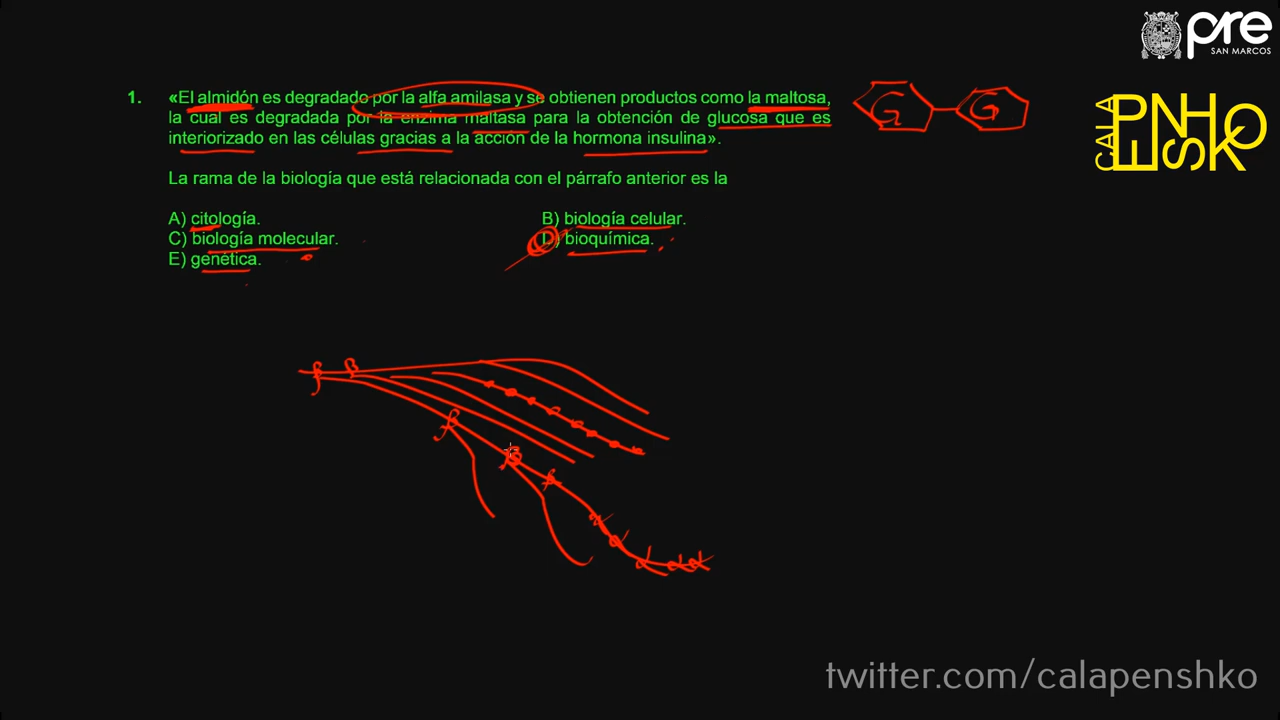 pre
SAN MARCOS
1. «El almidón es degradado por la alfa amilasa y se obtienen productos como la maltosa,
la cual es degradada por la enzima maltasa para la obtención de glucosa que es
interiorizado en las células gracias a la acción de la hormona insulina».
G G
CALA
PENSHKO
La rama de la biología que está relacionada con el párrafo anterior es la
A) citología. B) biología celular.
C) biología molecular. D) bioquímica.
E) genética.
twitter.com/calapenshko